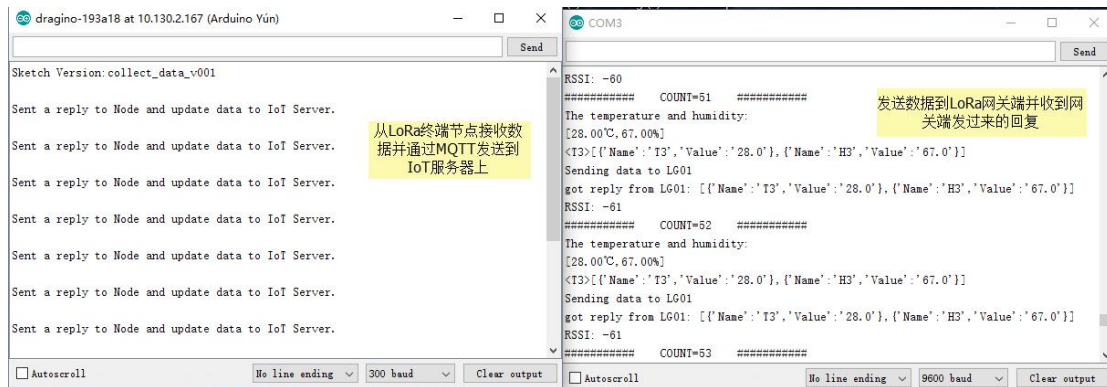 dragino-193a18 at 10.130.2.167 (Arduino Yún)
Send
Sketch Version:collect_data_v001
Sent a reply to Node and update data to IoT Server.
Sent a reply to Node and update data to IoT Server.
Sent a reply to Node and update data to IoT Server.
Sent a reply to Node and update data to IoT Server.
Sent a reply to Node and update data to IoT Server.
Sent a reply to Node and update data to IoT Server.
Sent a reply to Node and update data to IoT Server.
从LoRa终端节点接收数
据并通过MQTT发送到
IoT服务器上
Autoscroll
No line ending
300 baud
Clear output
COM3
Send
RSSI: -60
########### COUNT=51 ###########
The temperature and humidity:
[28.00℃,67.00%]
<T3>[{'Name':'T3','Value':'28.0'},{'Name':'H3','Value':'67.0'}]
Sending data to LG01
got reply from LG01: [{'Name':'T3','Value':'28.0'},{'Name':'H3','Value':'67.0'}]
RSSI: -61
########### COUNT=52 ###########
The temperature and humidity:
[28.00℃,67.00%]
<T3>[{'Name':'T3','Value':'28.0'},{'Name':'H3','Value':'67.0'}]
Sending data to LG01
got reply from LG01: [{'Name':'T3','Value':'28.0'},{'Name':'H3','Value':'67.0'}]
RSSI: -61
########### COUNT=53 ###########
发送数据到LoRa网关端并收到网
关端发过来的回复
Autoscroll
No line ending
9600 baud
Clear output